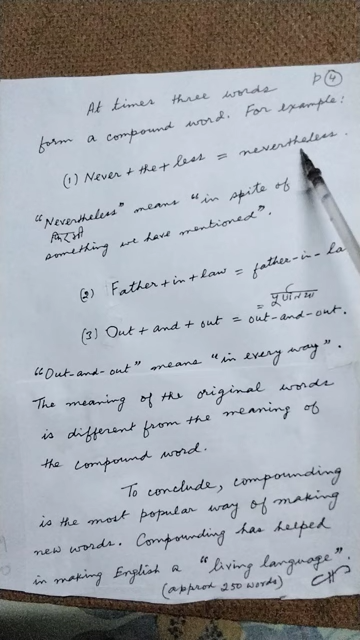 P 4
At times three words
form a compound word. For example:
(1) Never + the + less = nevertheless.
"Nevertheless" means "in spite of
फिर भी
something we have mentioned".
(2) Father + in + law = father-in-la
(3) Out + and + out = out-and-out.
= पूर्णतया
"Out-and-out" means "in every way".
The meaning of the original words
is different from the meaning of
the compound word.
To conclude, compounding
is the most popular way of making
new words. Compounding has helped
in making English a "living language".
(approx 250 words)